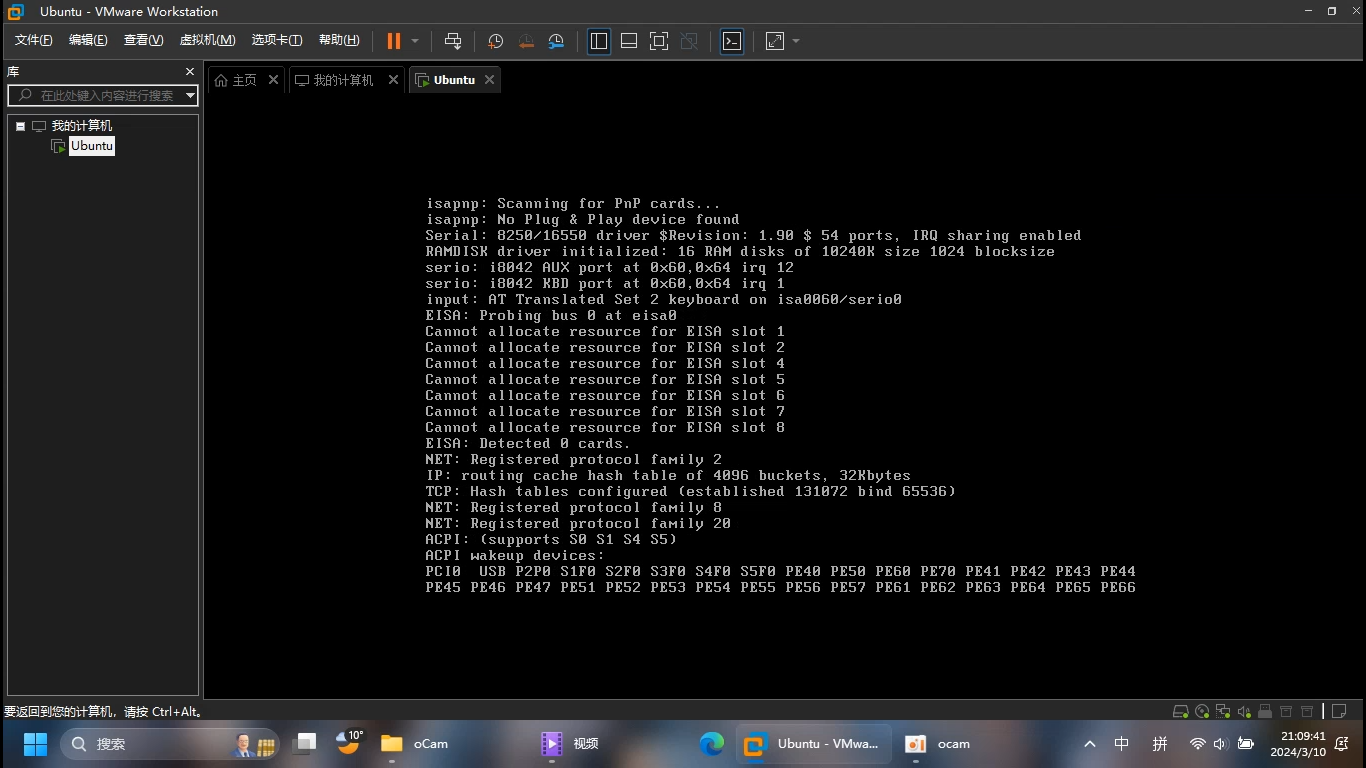 Ubuntu - VMware Workstation
文件(F) 编辑(E) 查看(V) 虚拟机(M) 选项卡(T) 帮助(H)
库
在此处键入内容进行搜索
我的计算机
Ubuntu
主页 我的计算机 Ubuntu
isapnp: Scanning for PnP cards...
isapnp: No Plug & Play device found
Serial: 8250/16550 driver $Revision: 1.90 $ 54 ports, IRQ sharing enabled
RAMDISK driver initialized: 16 RAM disks of 10240K size 1024 blocksize
serio: i8042 AUX port at 0x60,0x64 irq 12
serio: i8042 KBD port at 0x60,0x64 irq 1
input: AT Translated Set 2 keyboard on isa0060/serio0
EISA: Probing bus 0 at eisa0
Cannot allocate resource for EISA slot 1
Cannot allocate resource for EISA slot 2
Cannot allocate resource for EISA slot 4
Cannot allocate resource for EISA slot 5
Cannot allocate resource for EISA slot 6
Cannot allocate resource for EISA slot 7
Cannot allocate resource for EISA slot 8
EISA: Detected 0 cards.
NET: Registered protocol family 2
IP: routing cache hash table of 4096 buckets, 32Kbytes
TCP: Hash tables configured (established 131072 bind 65536)
NET: Registered protocol family 8
NET: Registered protocol family 20
ACPI: (supports S0 S1 S4 S5)
ACPI wakeup devices:
PCI0  USB P2P0 S1F0 S2F0 S3F0 S4F0 S5F0 PE40 PE50 PE60 PE70 PE41 PE42 PE43 PE44
PE45 PE46 PE47 PE51 PE52 PE53 PE54 PE55 PE56 PE57 PE61 PE62 PE63 PE64 PE65 PE66
要返回到您的计算机，请按 Ctrl+Alt。
搜索 10° oCam 视频 Ubuntu - VMwa... ocam 中 拼 21:09:41
2024/3/10